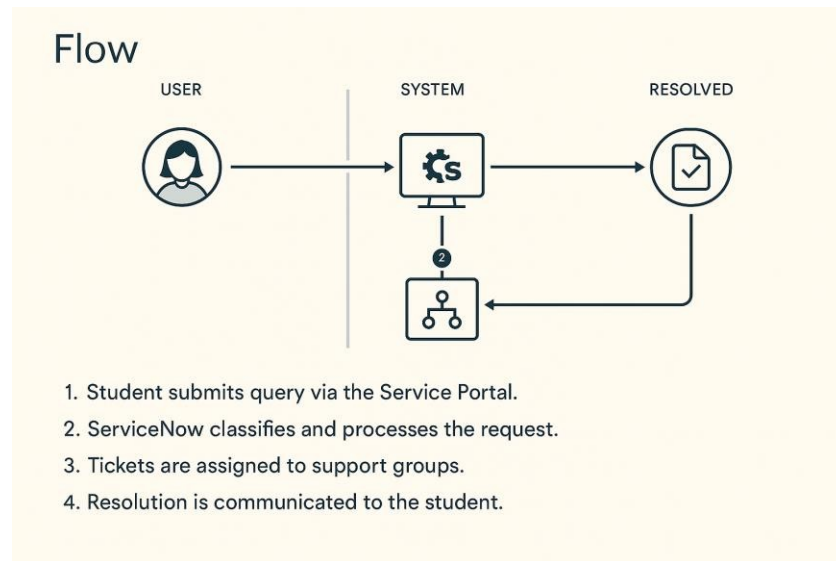 Flow
USER
SYSTEM
RESOLVED
S
2
1. Student submits query via the Service Portal.
2. ServiceNow classifies and processes the request.
3. Tickets are assigned to support groups.
4. Resolution is communicated to the student.